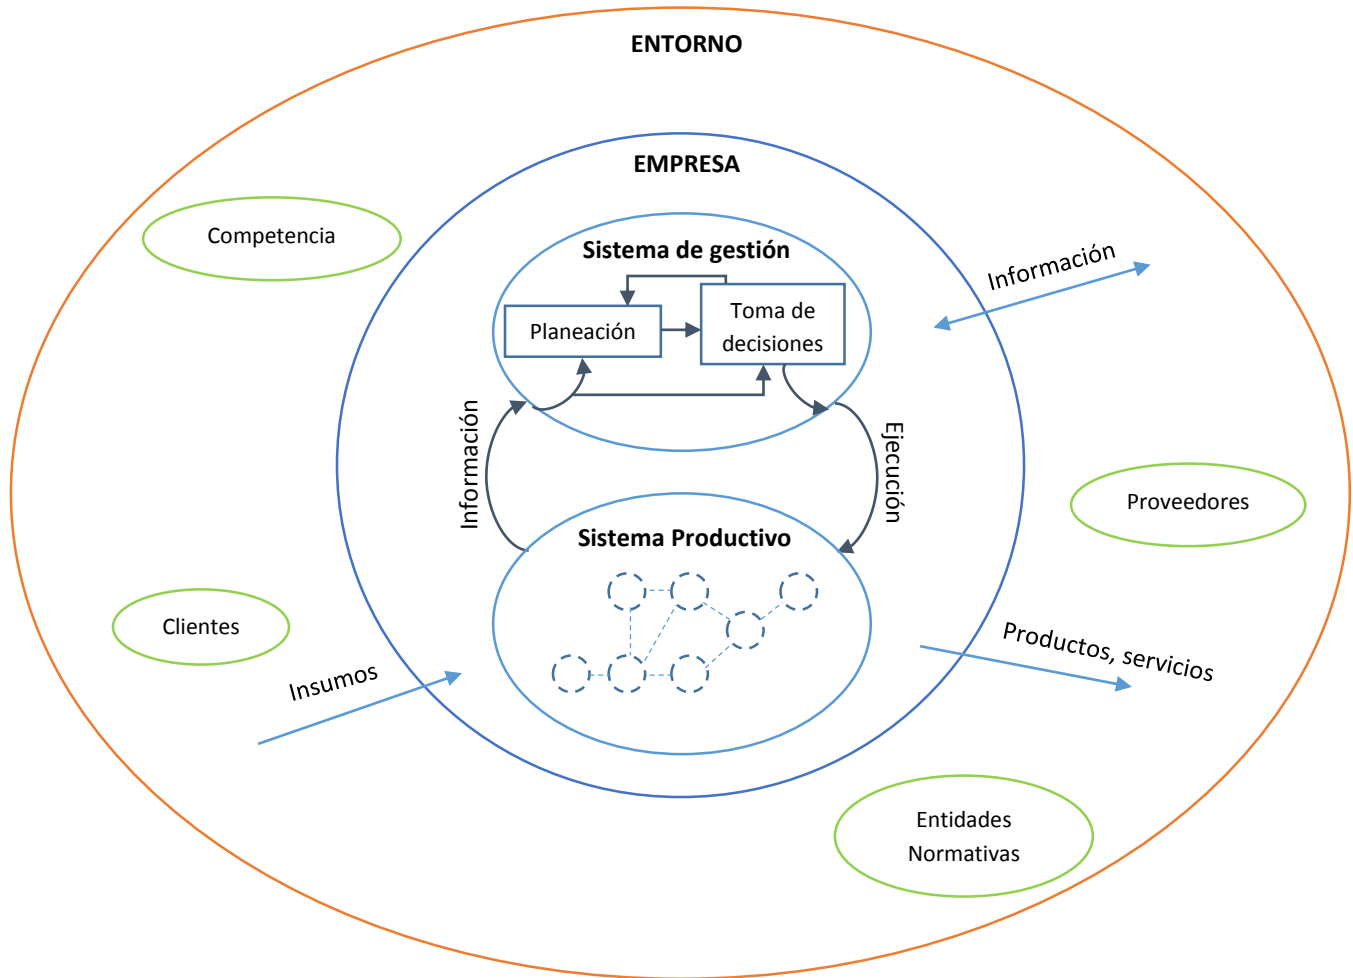 ENTORNO
EMPRESA
Competencia
Sistema de gestión
Información
Planeación
Toma de
decisiones
Información
Ejecución
Proveedores
Sistema Productivo
Clientes
Insumos
Productos, servicios
Entidades
Normativas